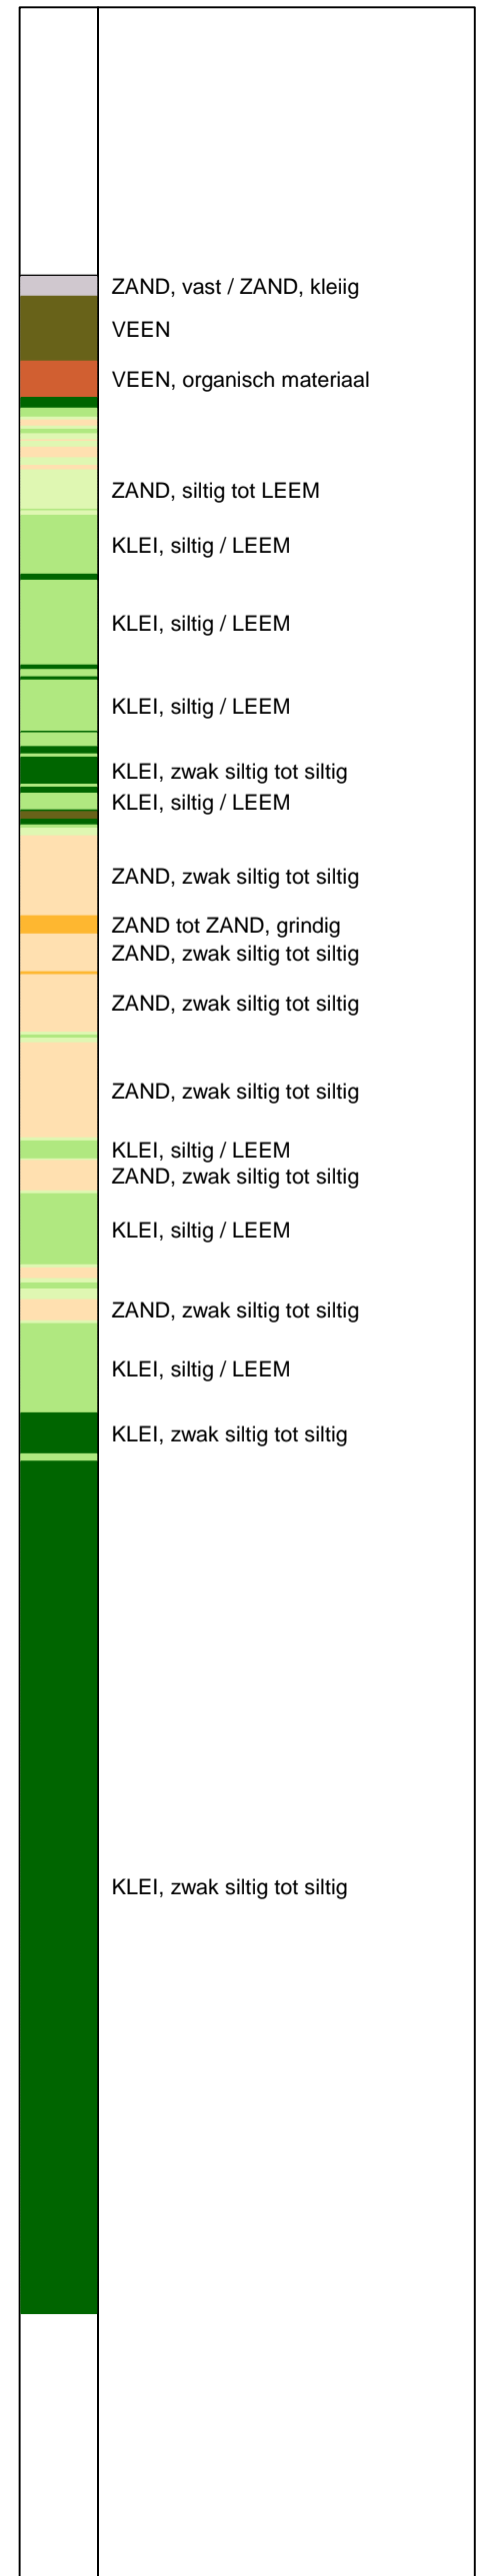 ZAND, vast / ZAND, kleiig
VEEN
VEEN, organisch materiaal
ZAND, siltig tot LEEM
KLEI, siltig / LEEM
KLEI, siltig / LEEM
KLEI, siltig / LEEM
KLEI, zwak siltig tot siltig
KLEI, siltig / LEEM
ZAND, zwak siltig tot siltig
ZAND tot ZAND, grindig
ZAND, zwak siltig tot siltig
ZAND, zwak siltig tot siltig
ZAND, zwak siltig tot siltig
KLEI, siltig / LEEM
ZAND, zwak siltig tot siltig
KLEI, siltig / LEEM
ZAND, zwak siltig tot siltig
KLEI, siltig / LEEM
KLEI, zwak siltig tot siltig
KLEI, zwak siltig tot siltig